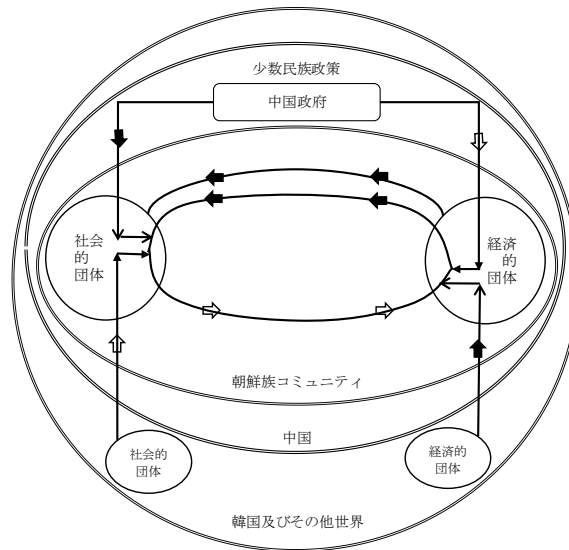 少数民族政策
中国政府
社会
的
団体
経済
的
団体
朝鮮族コミュニティ
中国
社会的
団体
経済的
団体
韓国及びその他世界